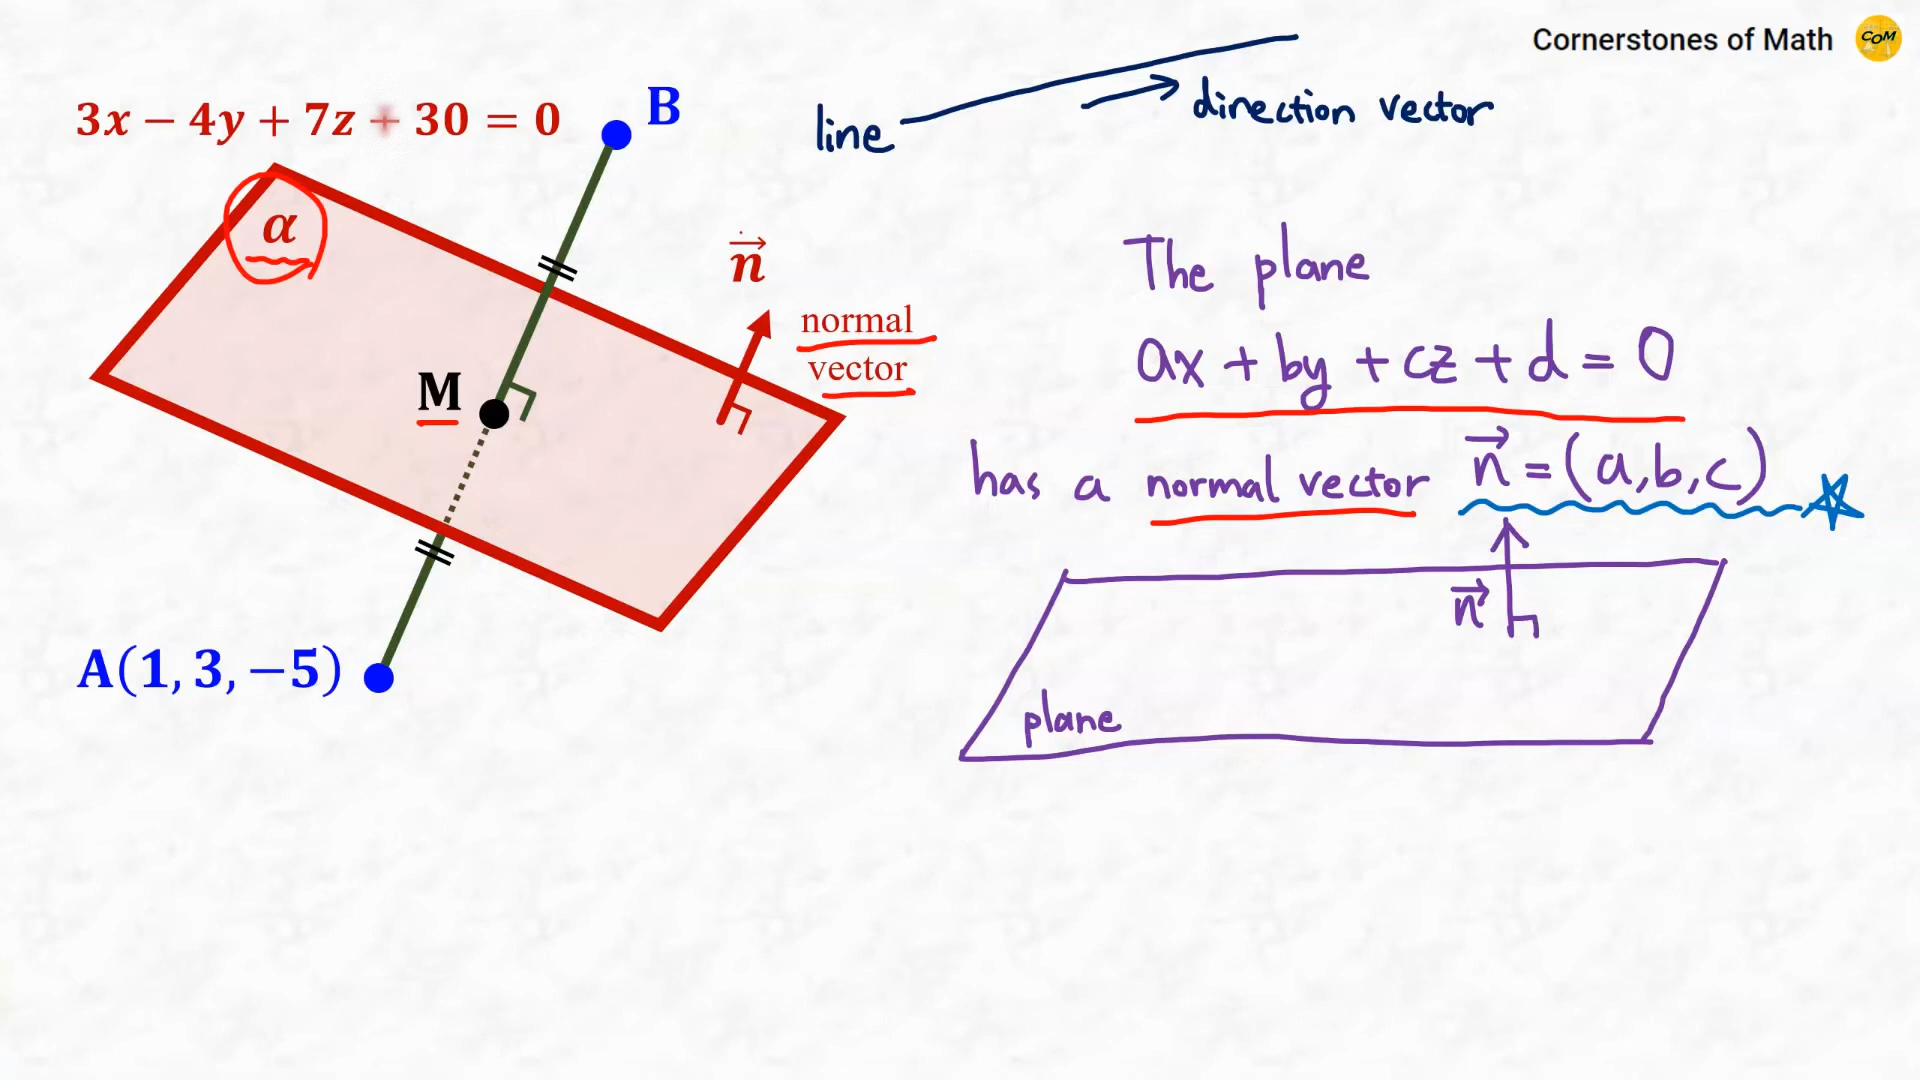 Cornerstones of Math
COM
3x − 4y + 7z + 30 = 0
B
line
direction vector
α
n⃗
normal
vector
M
A(1, 3, −5)
The plane
ax + by + cz + d = 0
has a normal vector n⃗ = (a, b, c)
n⃗
plane